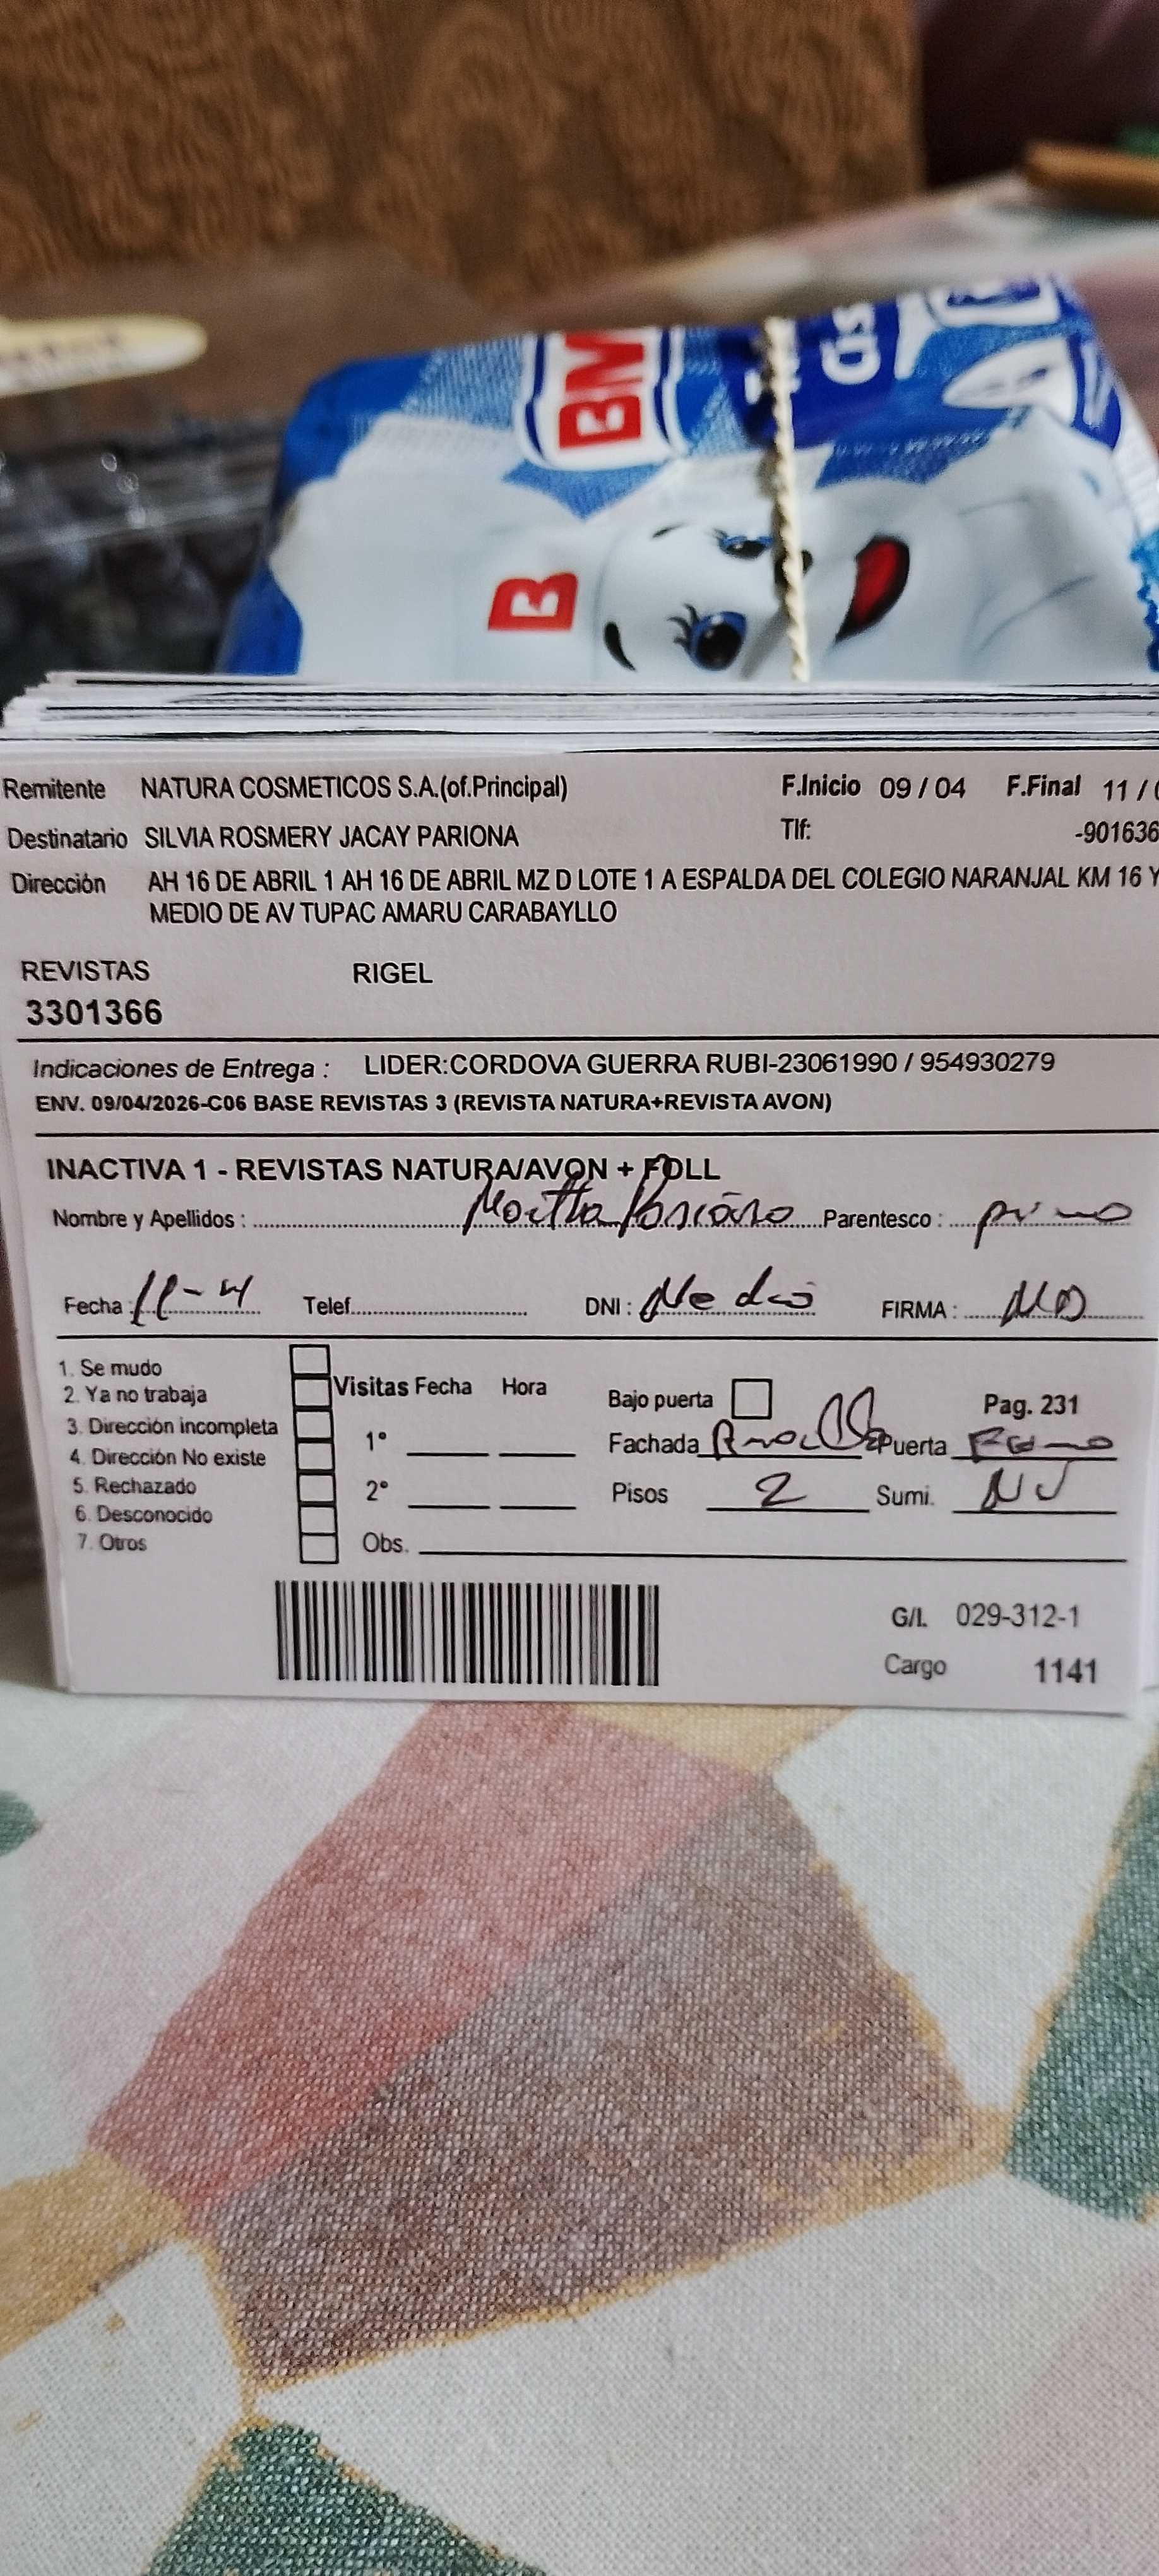 BM
B
Remitente NATURA COSMETICOS S.A.(of.Principal) F.Inicio 09 / 04 F.Final 11 /
Destinatario SILVIA ROSMERY JACAY PARIONA Tlf: -901636
Dirección AH 16 DE ABRIL 1 AH 16 DE ABRIL MZ D LOTE 1 A ESPALDA DEL COLEGIO NARANJAL KM 16 Y
MEDIO DE AV TUPAC AMARU CARABAYLLO
REVISTAS RIGEL
3301366
Indicaciones de Entrega : LIDER:CORDOVA GUERRA RUBI-23061990 / 954930279
ENV. 09/04/2026-C06 BASE REVISTAS 3 (REVISTA NATURA+REVISTA AVON)
INACTIVA 1 - REVISTAS NATURA/AVON + FOLL
Nombre y Apellidos : Parentesco :
Fecha : 11-4 Telef. DNI : FIRMA :
1. Se mudo
2. Ya no trabaja
3. Dirección incompleta
4. Dirección No existe
5. Rechazado
6. Desconocido
7. Otros
Visitas Fecha Hora
1°
2°
Obs.
Bajo puerta Pag. 231
Fachada Puerta
Pisos 2 Sumi.
G/I. 029-312-1
Cargo 1141